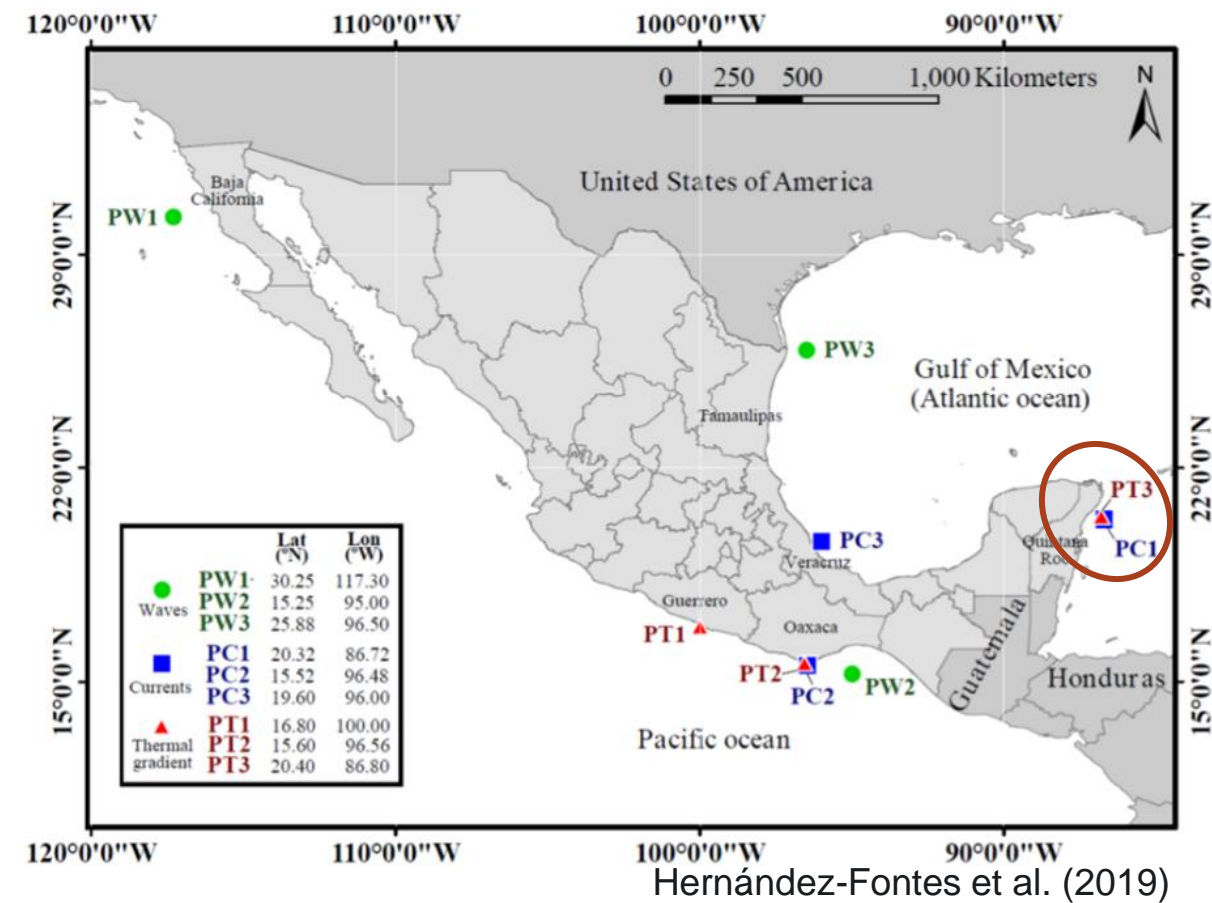 120°0'0"W 110°0'0"W 100°0'0"W 90°0'0"W
0 250 500 1,000 Kilometers
N
United States of America
Baja
California
PW1
29°0'0"N
29°0'0"N
PW3
Gulf of Mexico
(Atlantic ocean)
Tamaulipas
22°0'0"N
22°0'0"N
PT3
PC1
Quintana
Roo
PC3
Veracruz
Guerrero
PT1
Oaxaca
PT2
PC2
PW2
Guatemala
Honduras
15°0'0"N
15°0'0"N
Pacific ocean
Lat Lon
(°N) (°W)
PW1 30.25 117.30
Waves PW2 15.25 95.00
PW3 25.88 96.50
PC1 20.32 86.72
Currents PC2 15.52 96.48
PC3 19.60 96.00
PT1 16.80 100.00
Thermal PT2 15.60 96.56
gradient PT3 20.40 86.80
120°0'0"W 110°0'0"W 100°0'0"W 90°0'0"W
Hernández-Fontes et al. (2019)